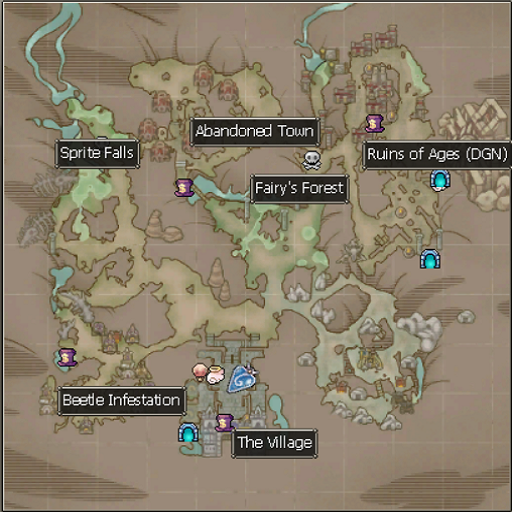 Abandoned Town
Sprite Falls
Ruins of Ages (DGN)
Fairy's Forest
Beetle Infestation
The Village